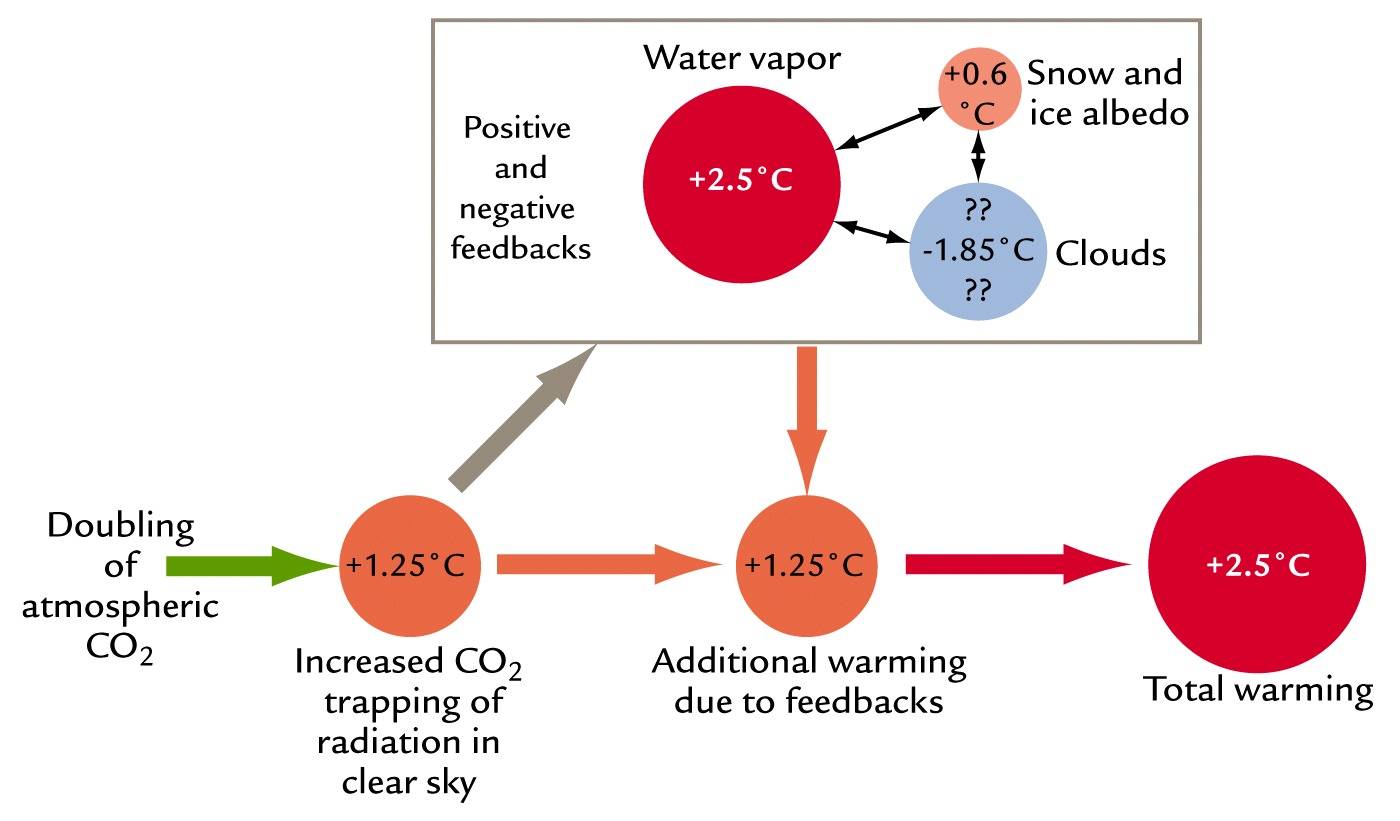 Water vapor
+2.5°C
+0.6
°C
Snow and
ice albedo
Positive
and
negative
feedbacks
??
-1.85°C
??
Clouds
Doubling
of
atmospheric
CO₂
+1.25°C
Increased CO₂
trapping of
radiation in
clear sky
+1.25°C
Additional warming
due to feedbacks
+2.5°C
Total warming